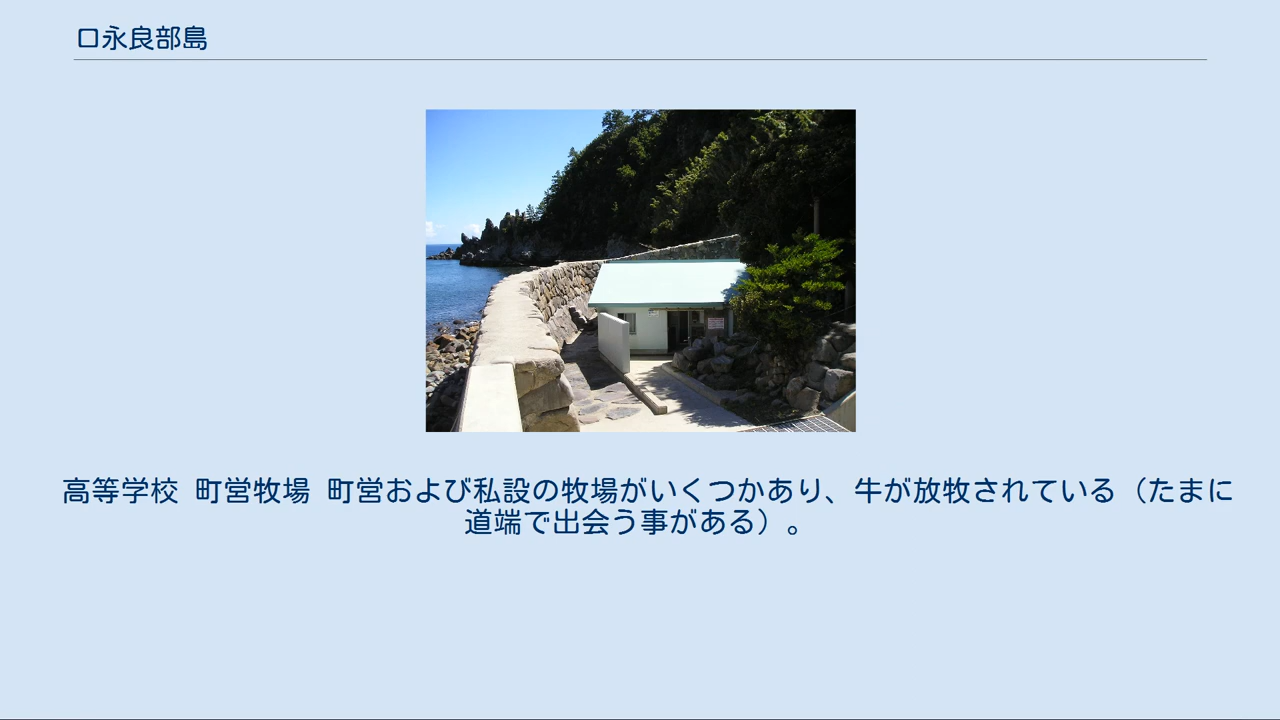 口永良部島
高等学校 町営牧場 町営および私設の牧場がいくつかあり、牛が放牧されている（たまに
道端で出会う事がある）。